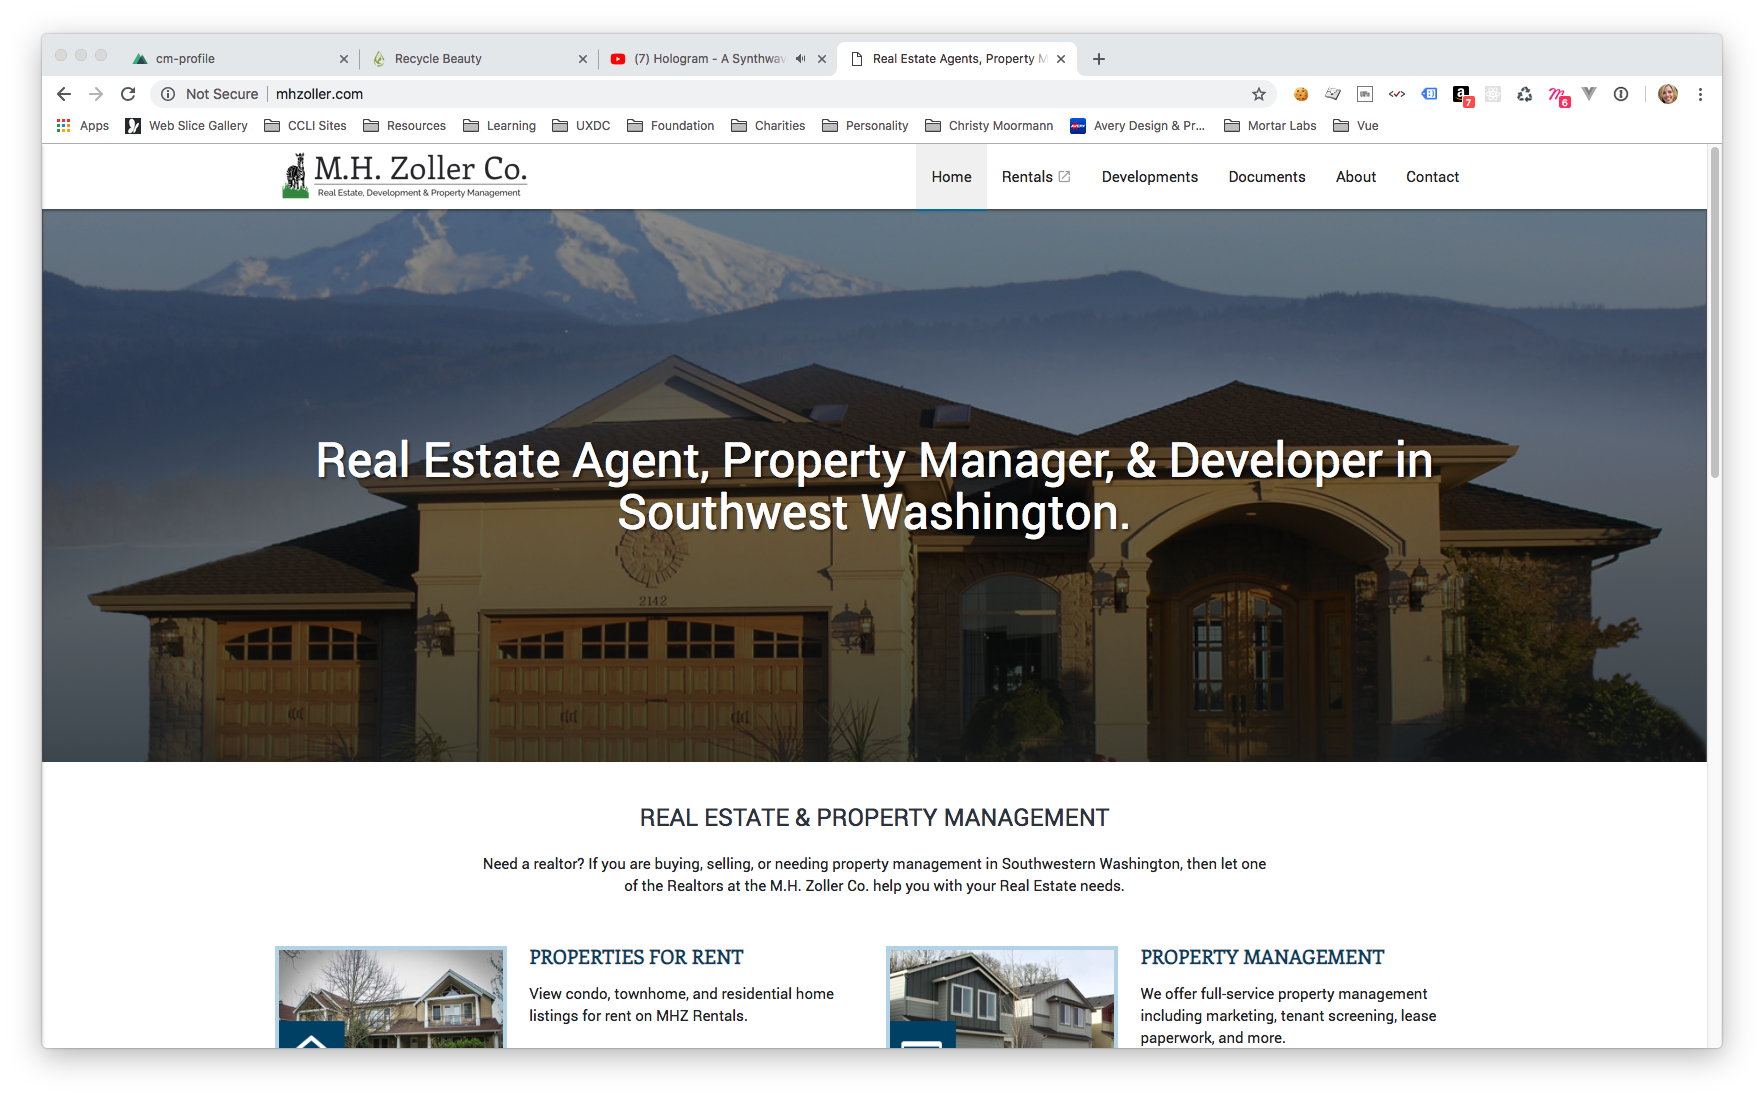 cm-profile
Recycle Beauty
(7) Hologram - A Synthwav
Real Estate Agents, Property M
Not Secure
mhzoller.com
7
6
Apps
Web Slice Gallery
CCLI Sites
Resources
Learning
UXDC
Foundation
Charities
Personality
Christy Moormann
Avery Design & Pr...
Mortar Labs
Vue
M.H. Zoller Co.
Real Estate, Development & Property Management
Home
Rentals
Developments
Documents
About
Contact
Real Estate Agent, Property Manager, & Developer in
Southwest Washington.
2142
REAL ESTATE & PROPERTY MANAGEMENT
Need a realtor? If you are buying, selling, or needing property management in Southwestern Washington, then let one
of the Realtors at the M.H. Zoller Co. help you with your Real Estate needs.
PROPERTIES FOR RENT
View condo, townhome, and residential home
listings for rent on MHZ Rentals.
PROPERTY MANAGEMENT
We offer full-service property management
including marketing, tenant screening, lease
paperwork, and more.